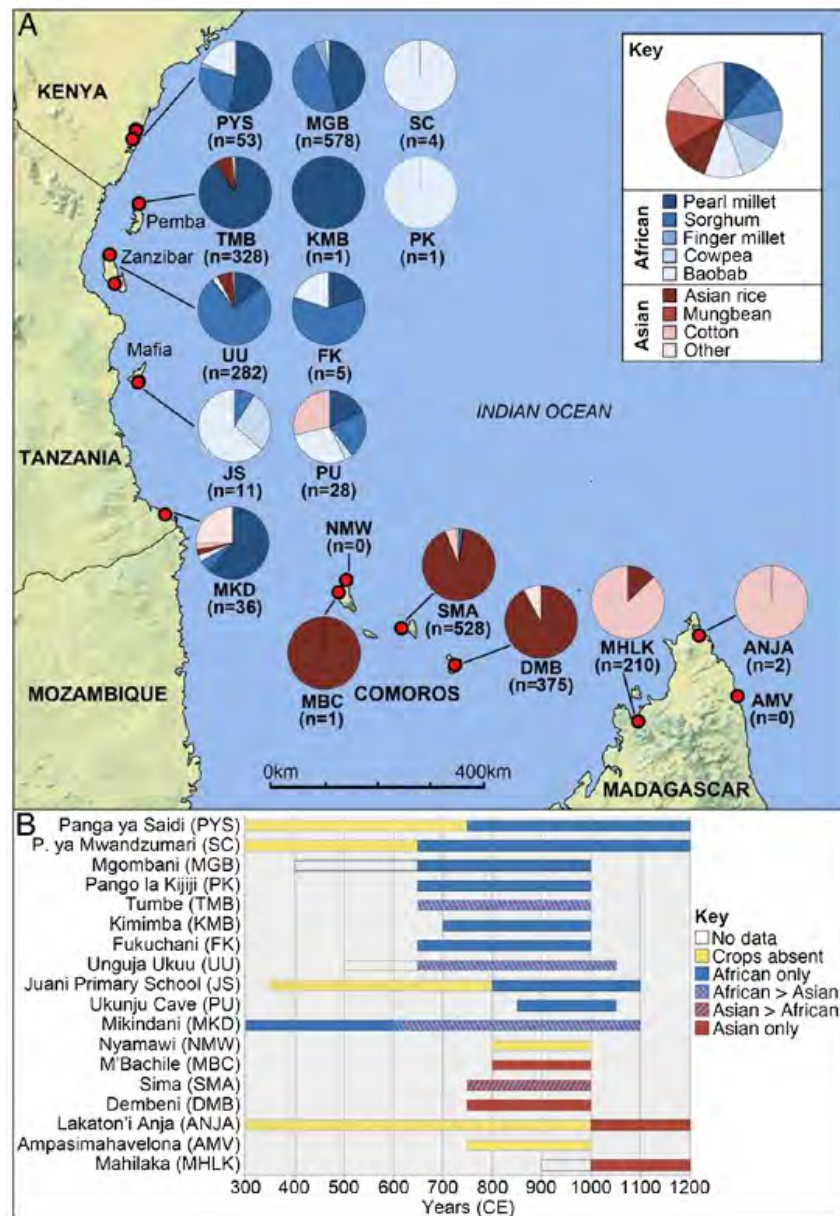 A
KENYA
PYS
(n=53)
MGB
(n=578)
SC
(n=4)
Key
African
Pearl millet
Sorghum
Finger millet
Cowpea
Baobab
Asian
Asian rice
Mungbean
Cotton
Other
Pemba
TMB
(n=328)
KMB
(n=1)
PK
(n=1)
Zanzibar
UU
(n=282)
FK
(n=5)
Mafia
INDIAN OCEAN
TANZANIA
JS
(n=11)
PU
(n=28)
MKD
(n=36)
NMW
(n=0)
SMA
(n=528)
MBC
(n=1)
COMOROS
DMB
(n=375)
MHLK
(n=210)
ANJA
(n=2)
AMV
(n=0)
MOZAMBIQUE
0km 400km
MADAGASCAR
B
Panga ya Saidi (PYS)
P. ya Mwandzumari (SC)
Mgombani (MGB)
Pango la Kijiji (PK)
Tumbe (TMB)
Kimimba (KMB)
Fukuchani (FK)
Unguja Ukuu (UU)
Juani Primary School (JS)
Ukunju Cave (PU)
Mikindani (MKD)
Nyamawi (NMW)
M'Bachile (MBC)
Sima (SMA)
Dembeni (DMB)
Lakaton'i Anja (ANJA)
Ampasimahavelona (AMV)
Mahilaka (MHLK)
Key
No data
Crops absent
African only
African > Asian
Asian > African
Asian only
300 400 500 600 700 800 900 1000 1100 1200
Years (CE)